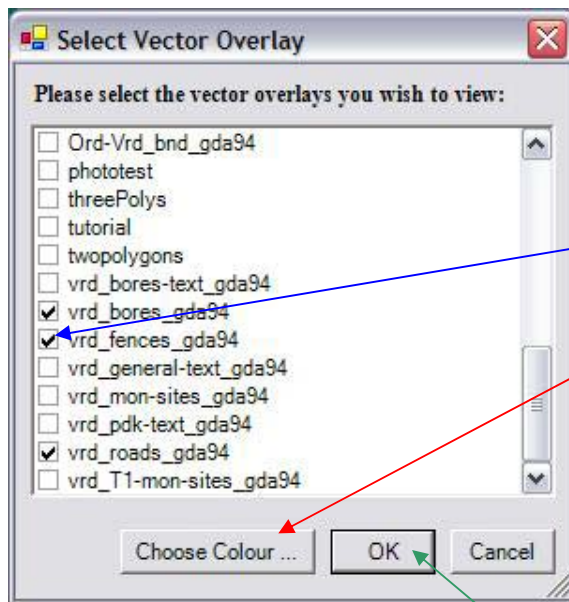 Select Vector Overlay
Please select the vector overlays you wish to view:
Ord-Vrd_bnd_gda94
phototest
threePolys
tutorial
twopolygons
vrd_bores-text_gda94
vrd_bores_gda94
vrd_fences_gda94
vrd_general-text_gda94
vrd_mon-sites_gda94
vrd_pdk-text_gda94
vrd_roads_gda94
vrd_T1-mon-sites_gda94
Choose Colour ... OK Cancel